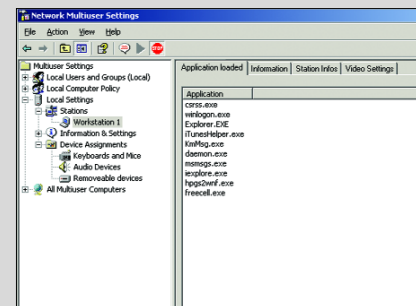 Network Multiuser Settings
File Action View Help
Multiuser Settings
Local Users and Groups (Local)
Local Computer Policy
Local Settings
Stations
Workstation 1
Information & Settings
Device Assignments
Keyboards and Mice
Audio Devices
Removeable devices
All Multiuser Computers
Application loaded Information Station Infos Video Settings
Application
csrss.exe
winlogon.exe
Explorer.EXE
iTunesHelper.exe
KmMsg.exe
daemon.exe
msmsgs.exe
iexplore.exe
hpgs2wnf.exe
freecell.exe